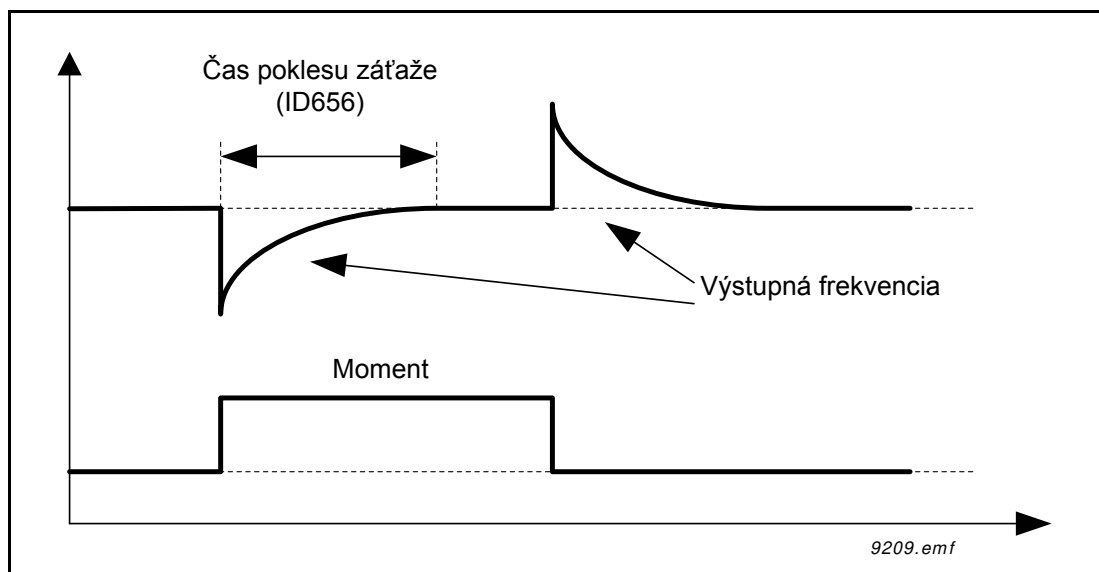 Čas poklesu záťaže
(ID656)
Výstupná frekvencia
Moment
9209.emf